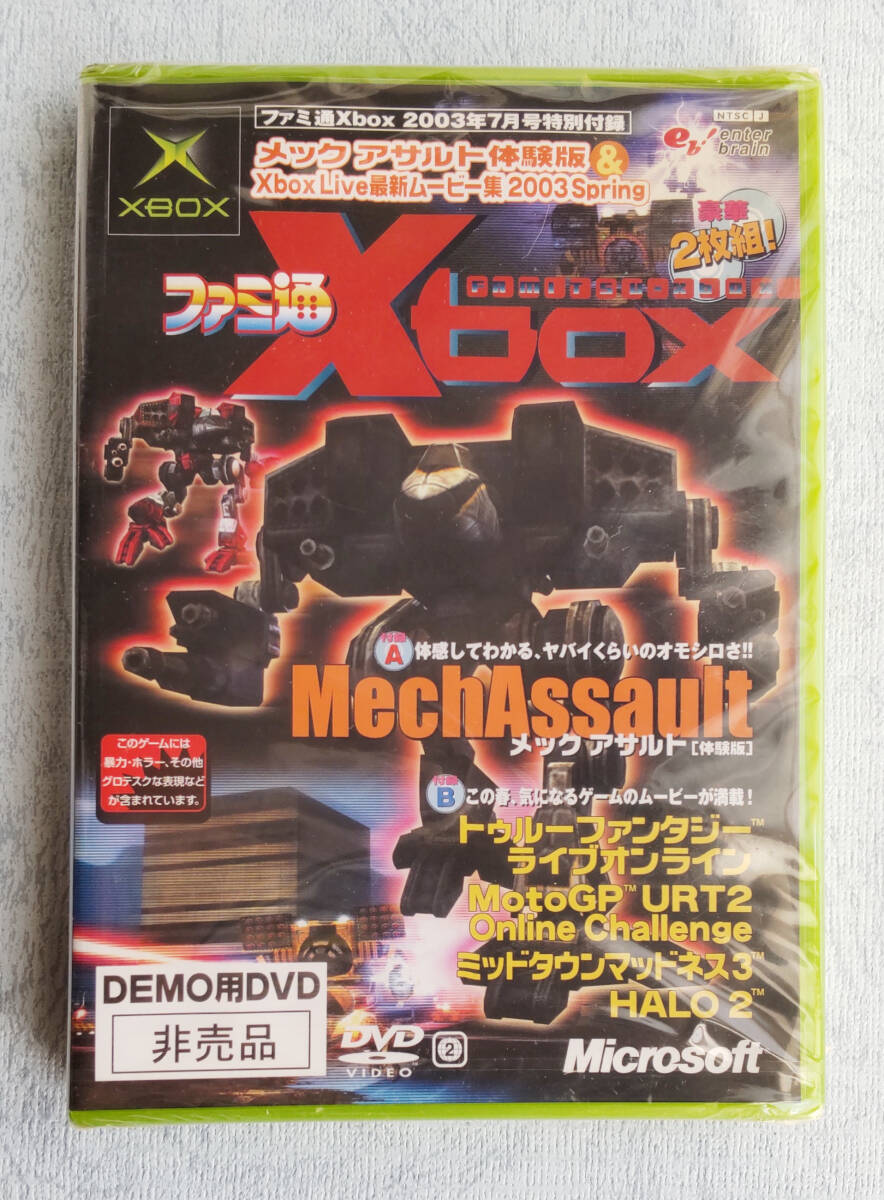 ファミ通Xbox 2003年7月号特別付録
NTSC J
メック アサルト体験版 &
Xbox Live最新ムービー集 2003 Spring
eb! enter brain
XBOX
豪華
2枚組!
ファミ通
Xbox
付録
A 体感してわかる、ヤバイくらいのオモシロさ!!
MechAssault
メック アサルト [体験版]
このゲームには
暴力・ホラー、その他
グロテスクな表現など
が含まれています。
付録
B この春、気になるゲームのムービーが満載!
トゥルーファンタジー™
ライブオンライン
MotoGP™ URT2
Online Challenge
ミッドタウンマッドネス3™
HALO 2™
DEMO用DVD
非売品
DVD
VIDEO
2
Microsoft